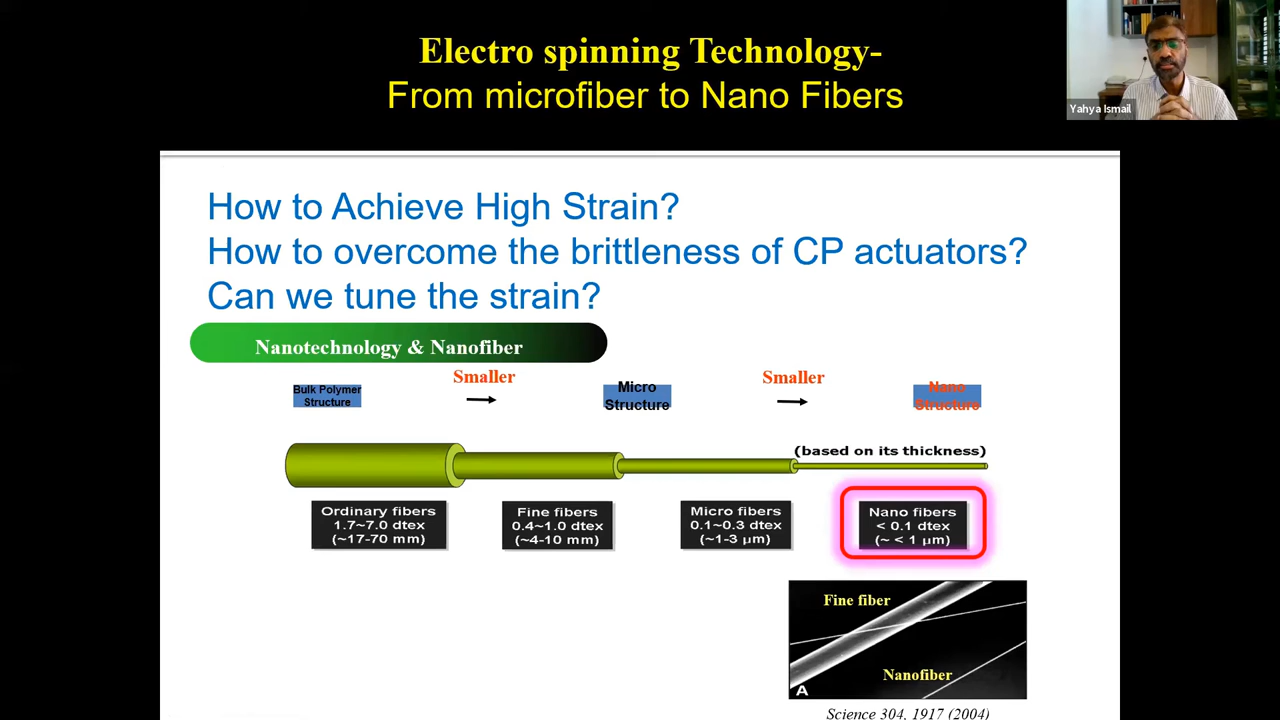 Electro spinning Technology-
From microfiber to Nano Fibers
Yahya Ismail
How to Achieve High Strain?
How to overcome the brittleness of CP actuators?
Can we tune the strain?
Nanotechnology & Nanofiber
Bulk Polymer
Structure
Smaller
Micro
Structure
Smaller
Nano
Structure
(based on its thickness)
Ordinary fibers
1.7~7.0 dtex
(~17-70 mm)
Fine fibers
0.4~1.0 dtex
(~4-10 mm)
Micro fibers
0.1~0.3 dtex
(~1-3 μm)
Nano fibers
< 0.1 dtex
(~ < 1 μm)
Fine fiber
Nanofiber
A
Science 304, 1917 (2004)